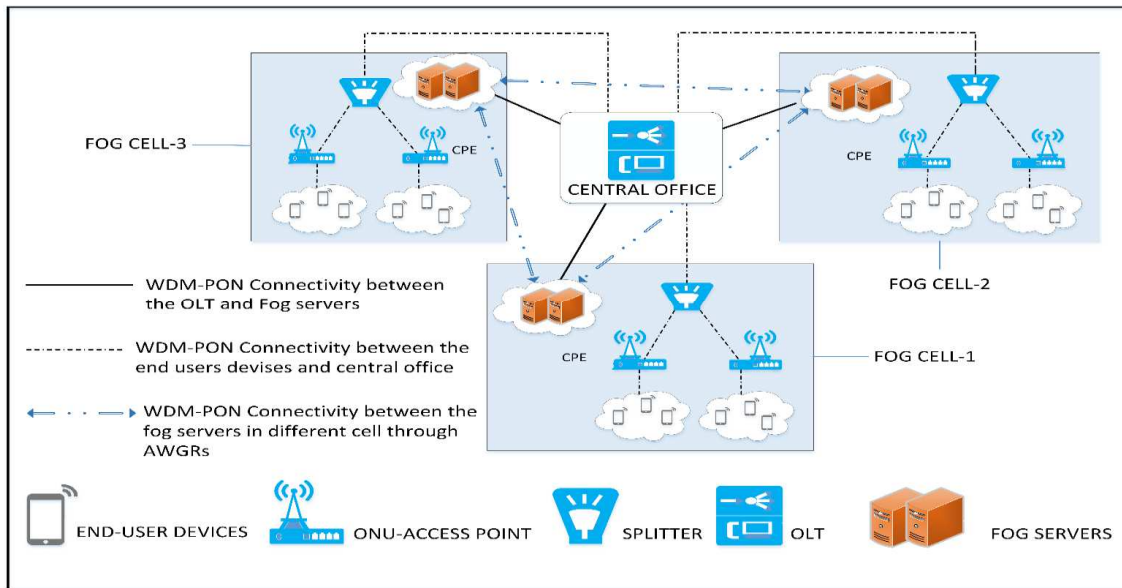 FOG CELL-3
CPE
CENTRAL OFFICE
CPE
FOG CELL-2
WDM-PON Connectivity between
the OLT and Fog servers
WDM-PON Connectivity between the
end users devises and central office
WDM-PON Connectivity between the
fog servers in different cell through
AWGRs
CPE
FOG CELL-1
END-USER DEVICES
ONU-ACCESS POINT
SPLITTER
OLT
FOG SERVERS